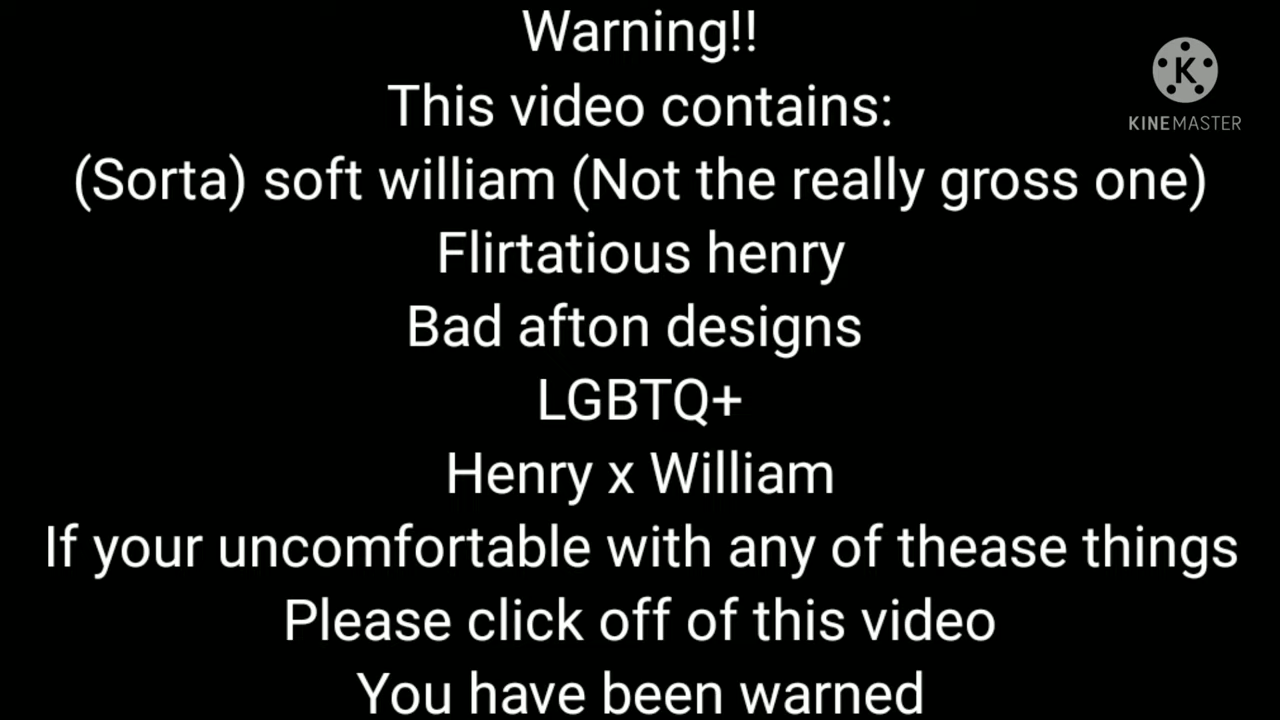 Warning!!
This video contains:
(Sorta) soft william (Not the really gross one)
Flirtatious henry
Bad afton designs
LGBTQ+
Henry x William
If your uncomfortable with any of thease things
Please click off of this video
You have been warned
K
KINEMASTER